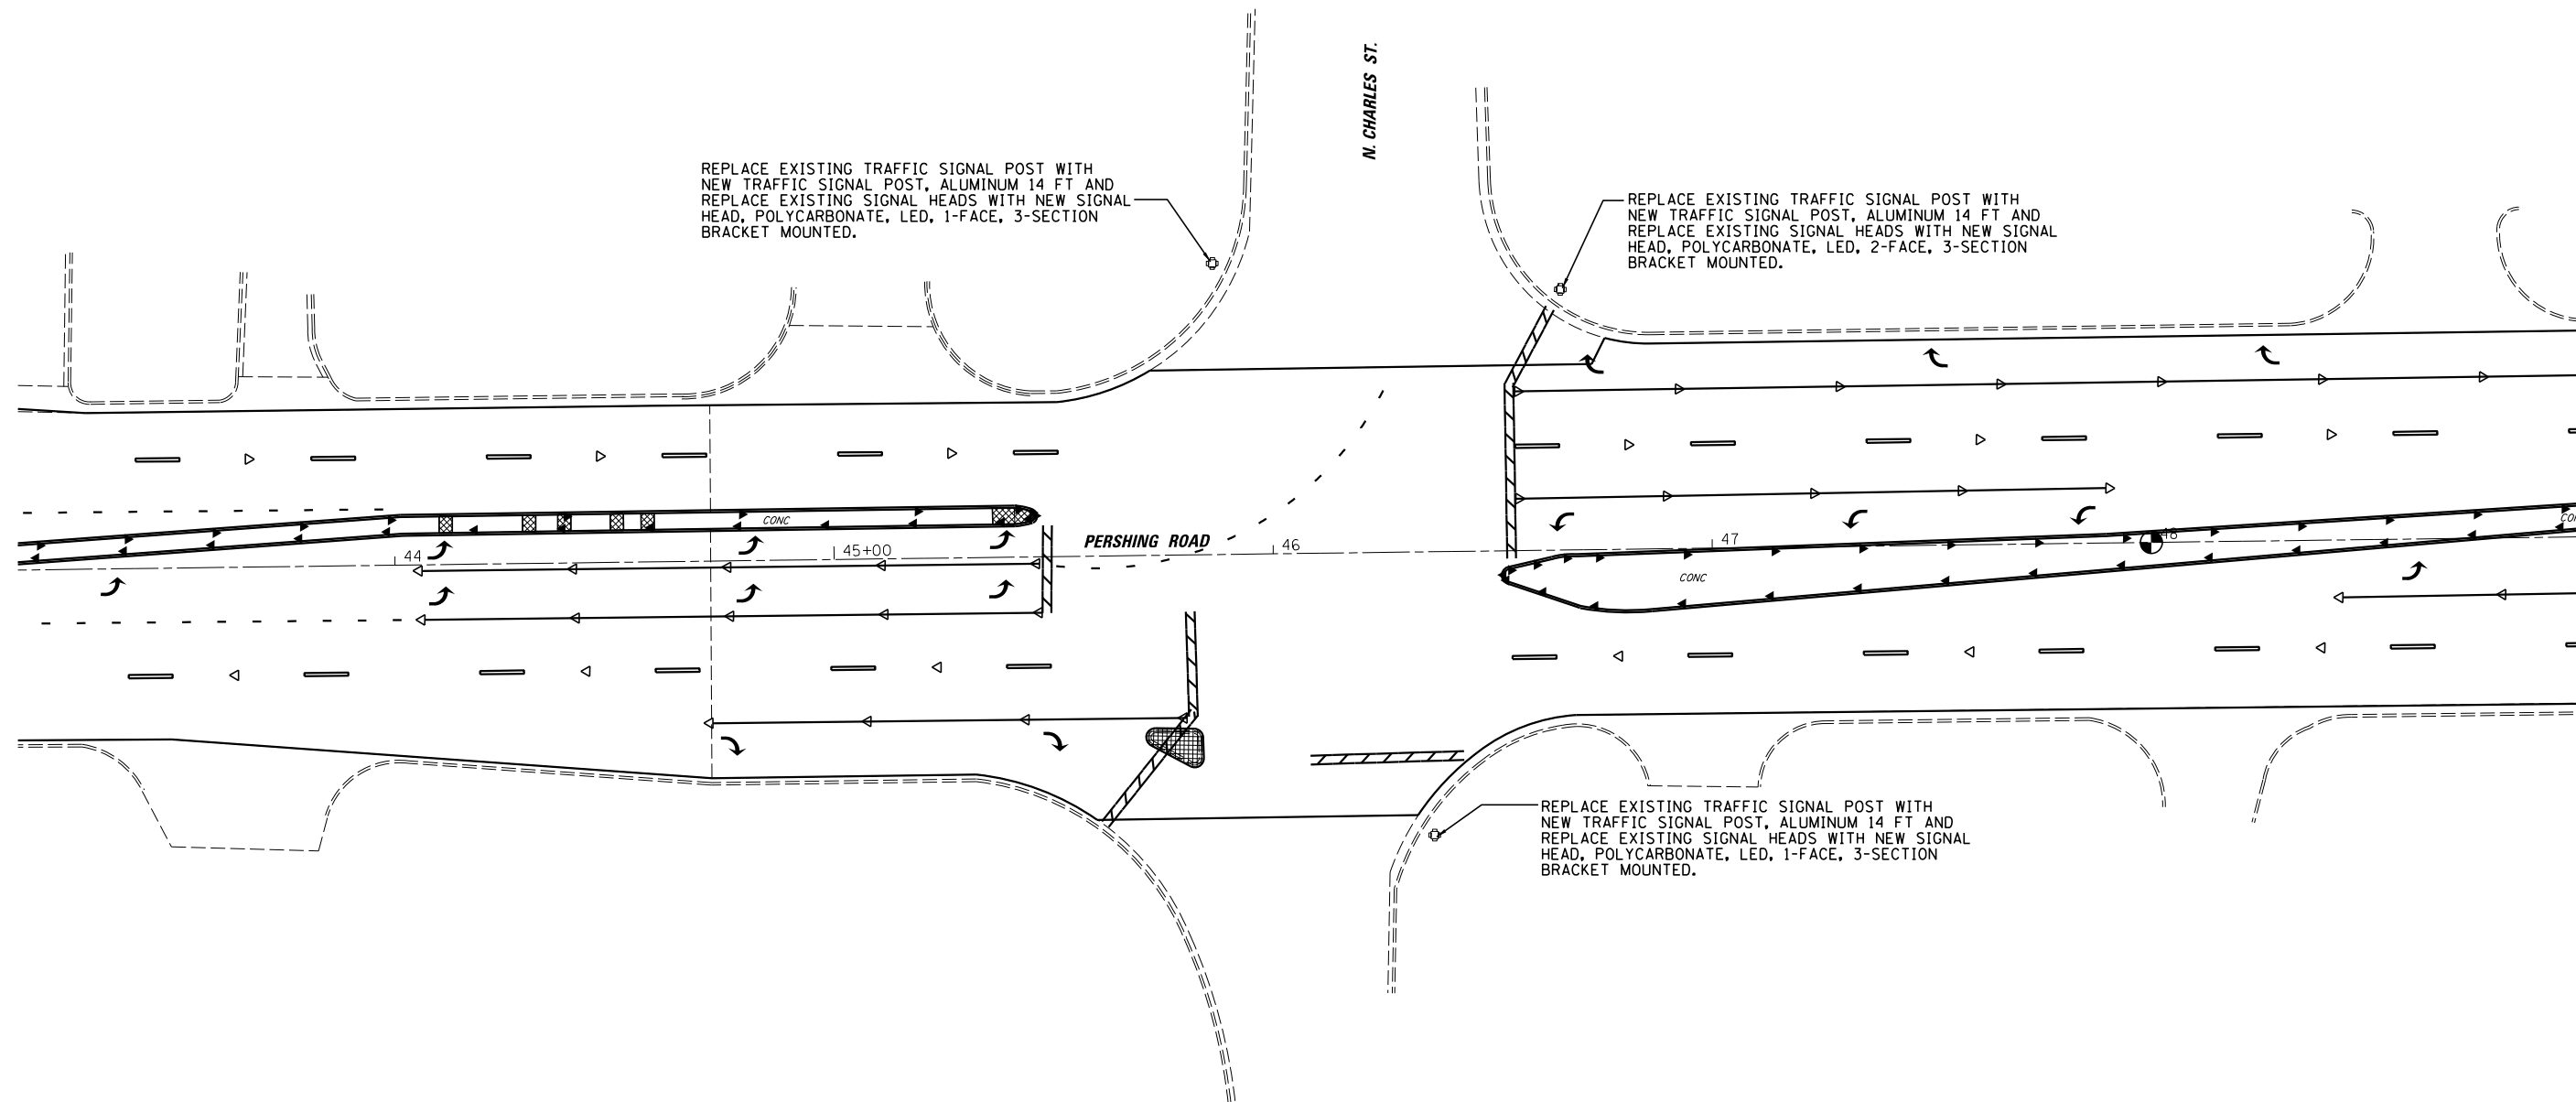 N. CHARLES ST.
REPLACE EXISTING TRAFFIC SIGNAL POST WITH
NEW TRAFFIC SIGNAL POST, ALUMINUM 14 FT AND
REPLACE EXISTING SIGNAL HEADS WITH NEW SIGNAL
HEAD, POLYCARBONATE, LED, 1-FACE, 3-SECTION
BRACKET MOUNTED.
REPLACE EXISTING TRAFFIC SIGNAL POST WITH
NEW TRAFFIC SIGNAL POST, ALUMINUM 14 FT AND
REPLACE EXISTING SIGNAL HEADS WITH NEW SIGNAL
HEAD, POLYCARBONATE, LED, 2-FACE, 3-SECTION
BRACKET MOUNTED.
CONC
44
45+00
PERSHING ROAD
46
47
48
CONC
REPLACE EXISTING TRAFFIC SIGNAL POST WITH
NEW TRAFFIC SIGNAL POST, ALUMINUM 14 FT AND
REPLACE EXISTING SIGNAL HEADS WITH NEW SIGNAL
HEAD, POLYCARBONATE, LED, 1-FACE, 3-SECTION
BRACKET MOUNTED.